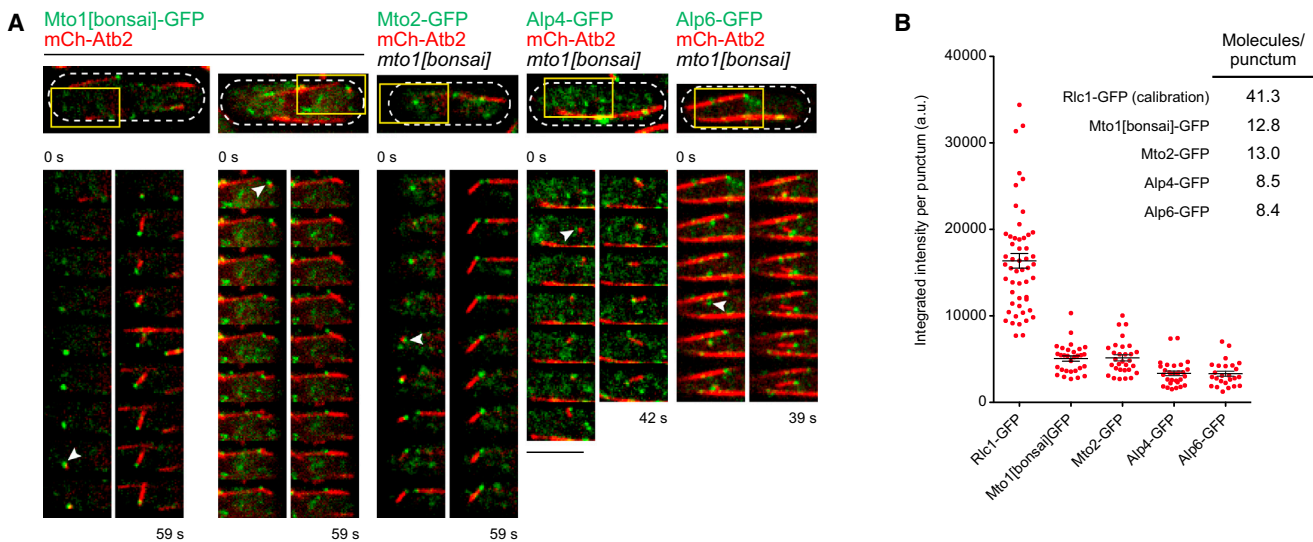 A
Mto1[bonsai]-GFP
mCh-Atb2
Mto2-GFP
mCh-Atb2
mto1[bonsai]
Alp4-GFP
mCh-Atb2
mto1[bonsai]
Alp6-GFP
mCh-Atb2
mto1[bonsai]
0 s
0 s
0 s
0 s
0 s
59 s
59 s
42 s
39 s
B
Molecules/
punctum
Rlc1-GFP (calibration) 41.3
Mto1[bonsai]-GFP 12.8
Mto2-GFP 13.0
Alp4-GFP 8.5
Alp6-GFP 8.4
Integrated intensity per punctum (a.u.)
40000
30000
20000
10000
0
Rlc1-GFP
Mto1[bonsai]GFP
Mto2-GFP
Alp4-GFP
Alp6-GFP